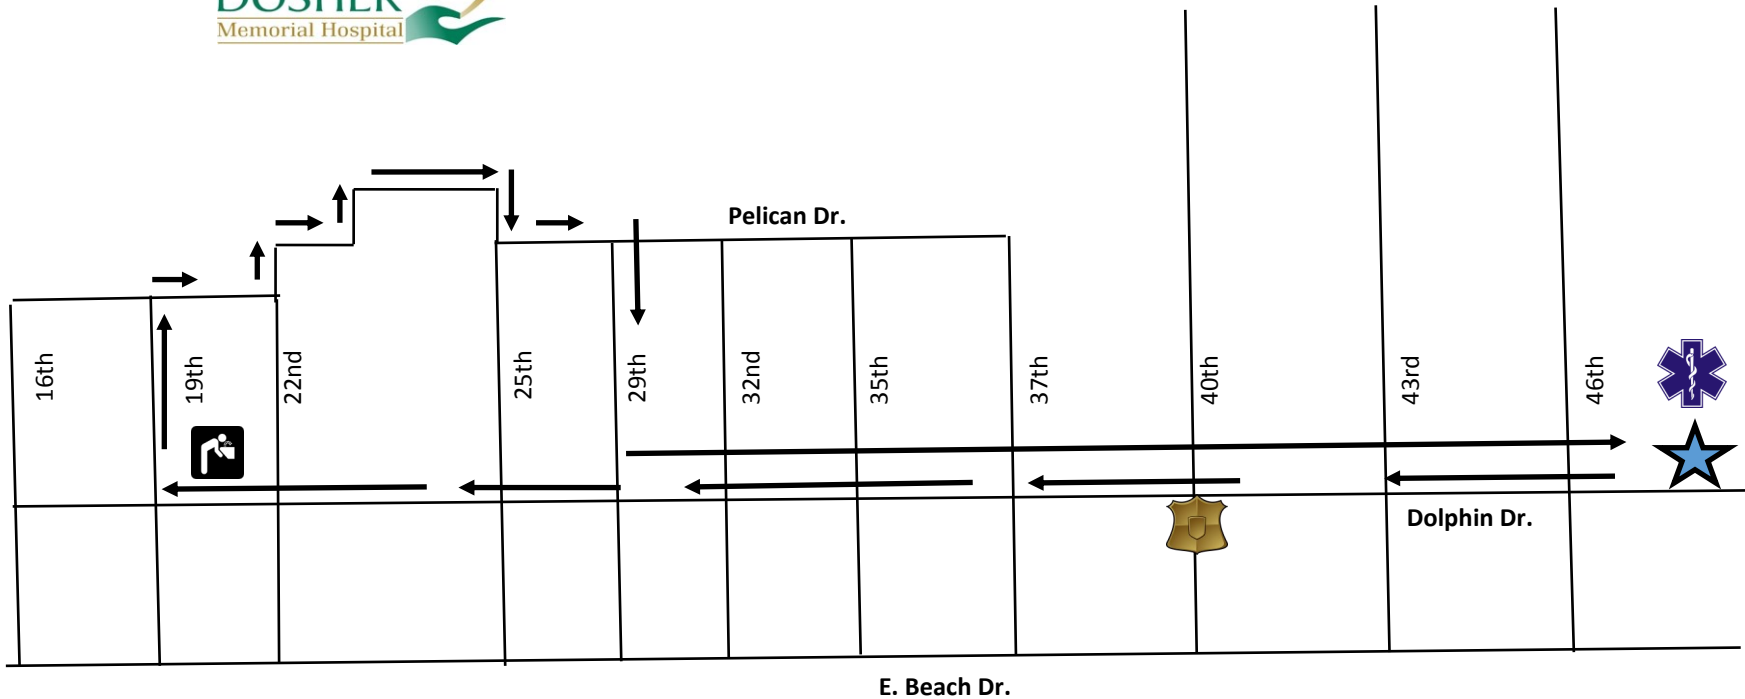 DOSHER
Memorial Hospital
Pelican Dr.
16th
19th
22nd
25th
29th
32nd
35th
37th
40th
43rd
46th
Dolphin Dr.
E. Beach Dr.